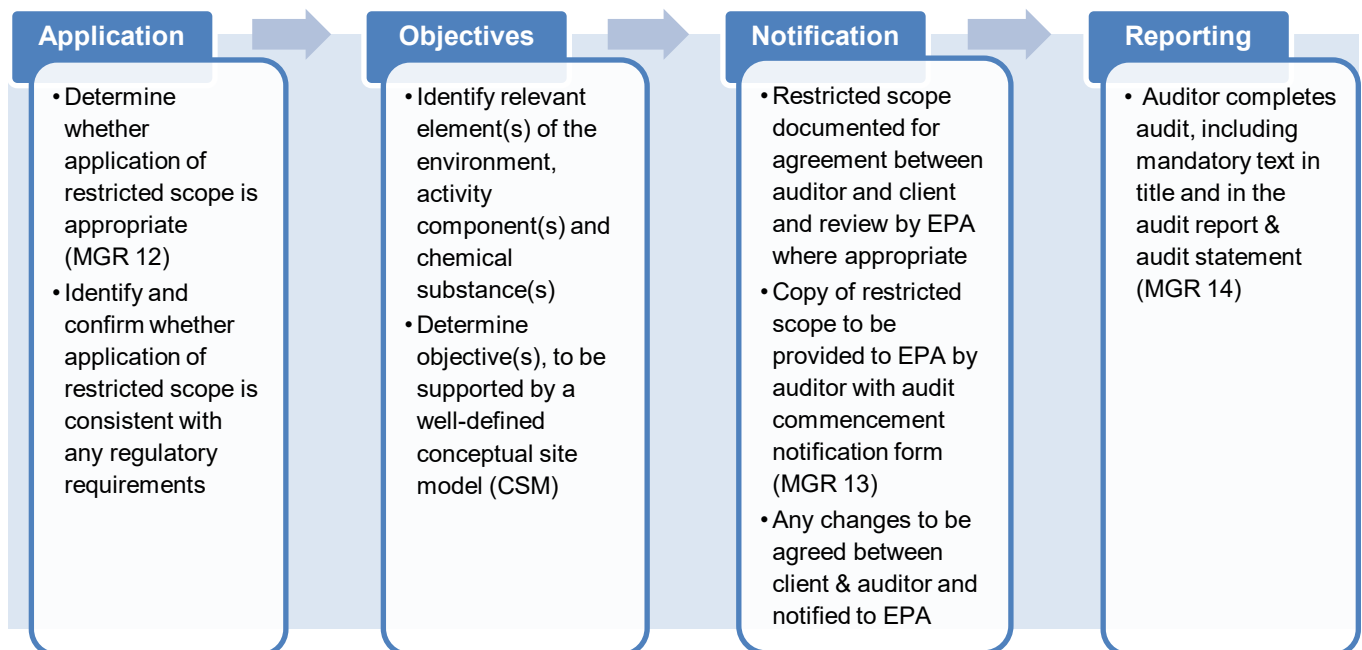 Application
• Determine
whether
application of
restricted scope is
appropriate
(MGR 12)
• Identify and
confirm whether
application of
restricted scope is
consistent with
any regulatory
requirements
Objectives
• Identify relevant
element(s) of the
environment,
activity
component(s) and
chemical
substance(s)
• Determine
objective(s), to be
supported by a
well-defined
conceptual site
model (CSM)
Notification
• Restricted scope
documented for
agreement between
auditor and client
and review by EPA
where appropriate
• Copy of restricted
scope to be
provided to EPA by
auditor with audit
commencement
notification form
(MGR 13)
• Any changes to be
agreed between
client & auditor and
notified to EPA
Reporting
• Auditor completes
audit, including
mandatory text in
title and in the
audit report &
audit statement
(MGR 14)